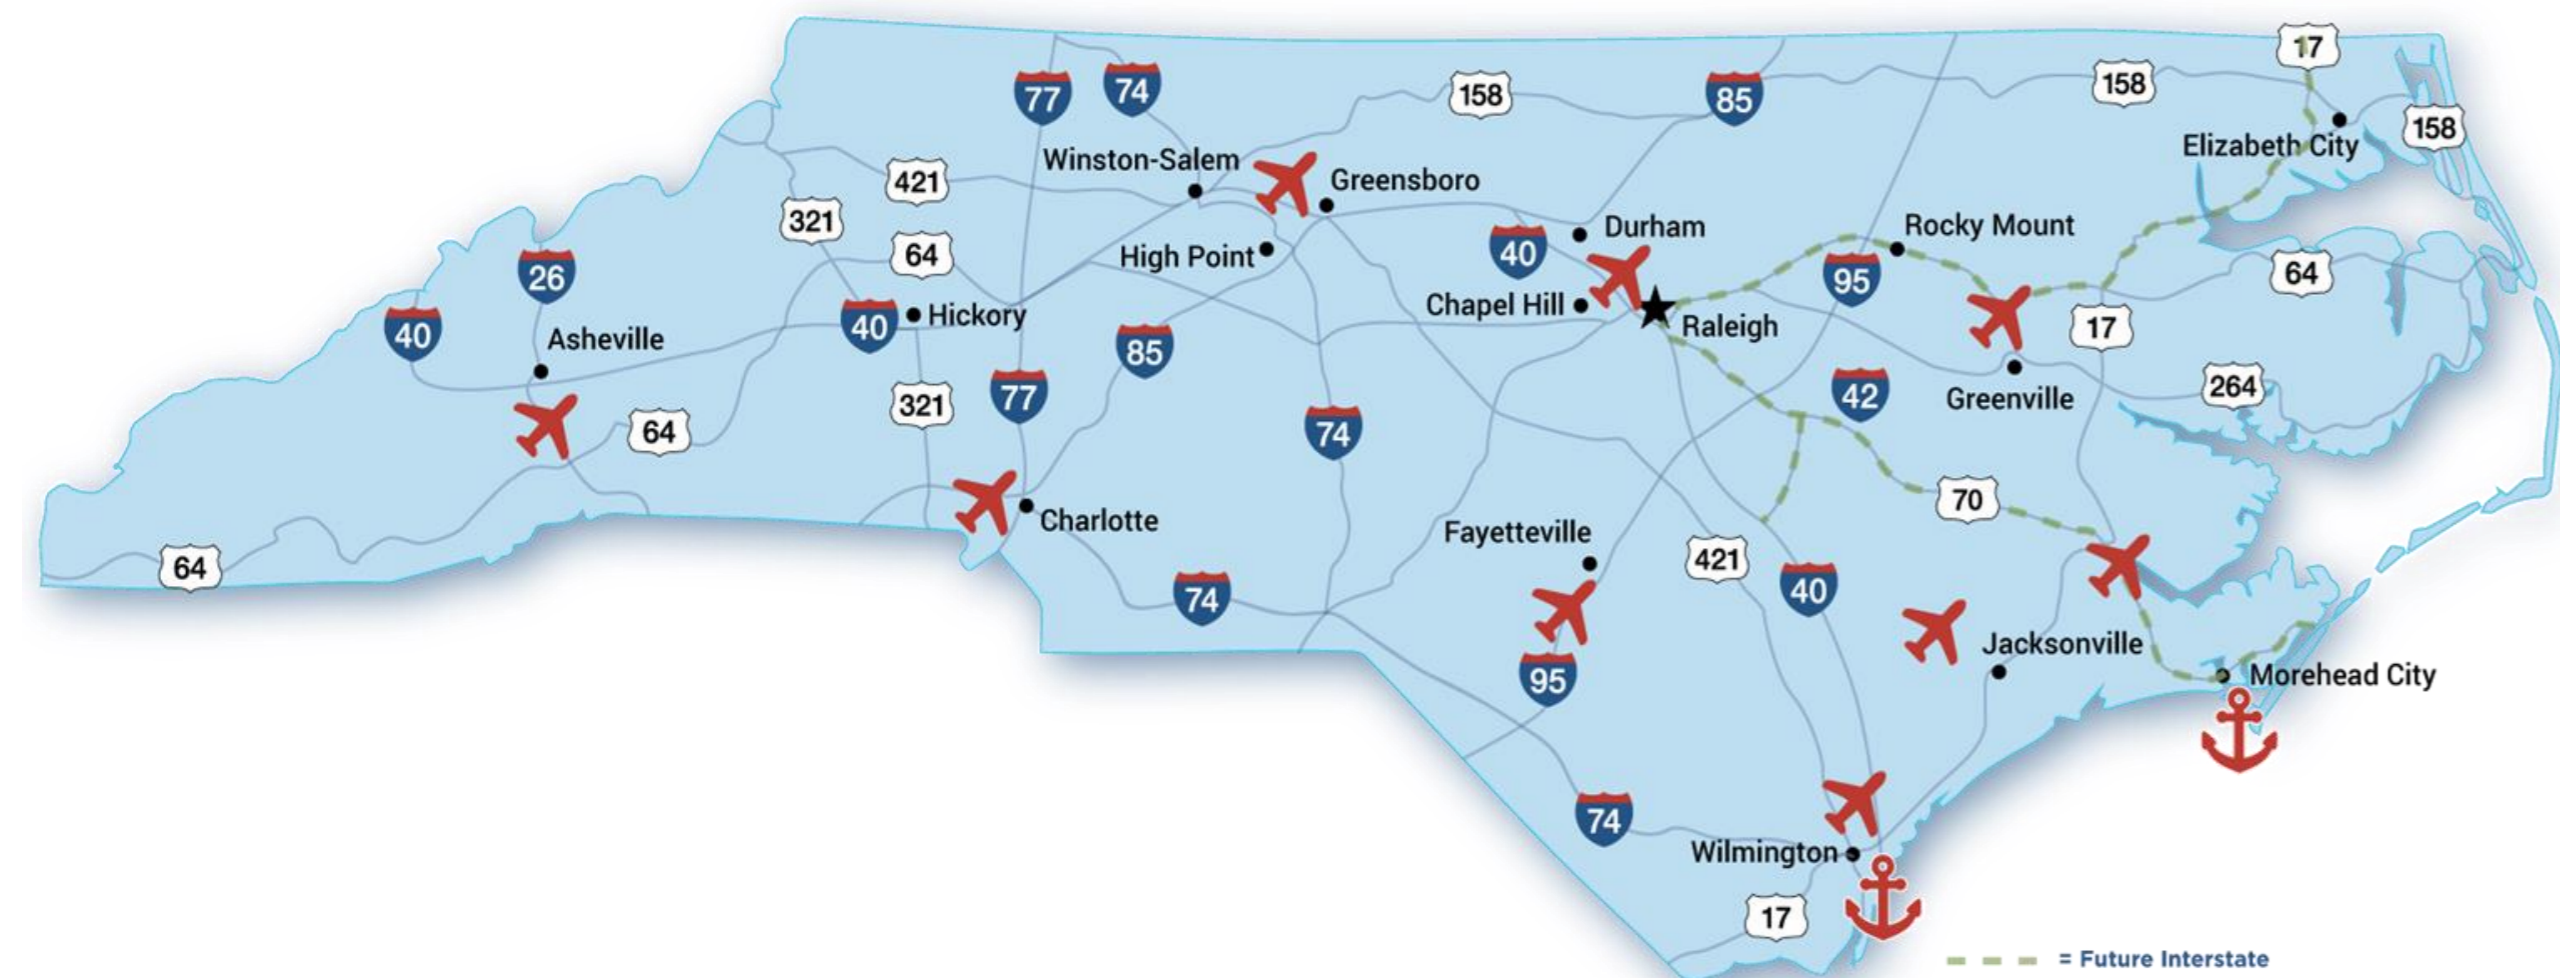 17
77
74
158
85
158
158
Elizabeth City
Winston-Salem
421
Greensboro
321
Durham
Rocky Mount
64
High Point
40
26
95
64
Chapel Hill
40
40
Hickory
Raleigh
17
Asheville
85
77
42
Greenville
264
321
64
74
70
Charlotte
Fayetteville
421
64
74
40
Jacksonville
95
Morehead City
74
Wilmington
17
= Future Interstate